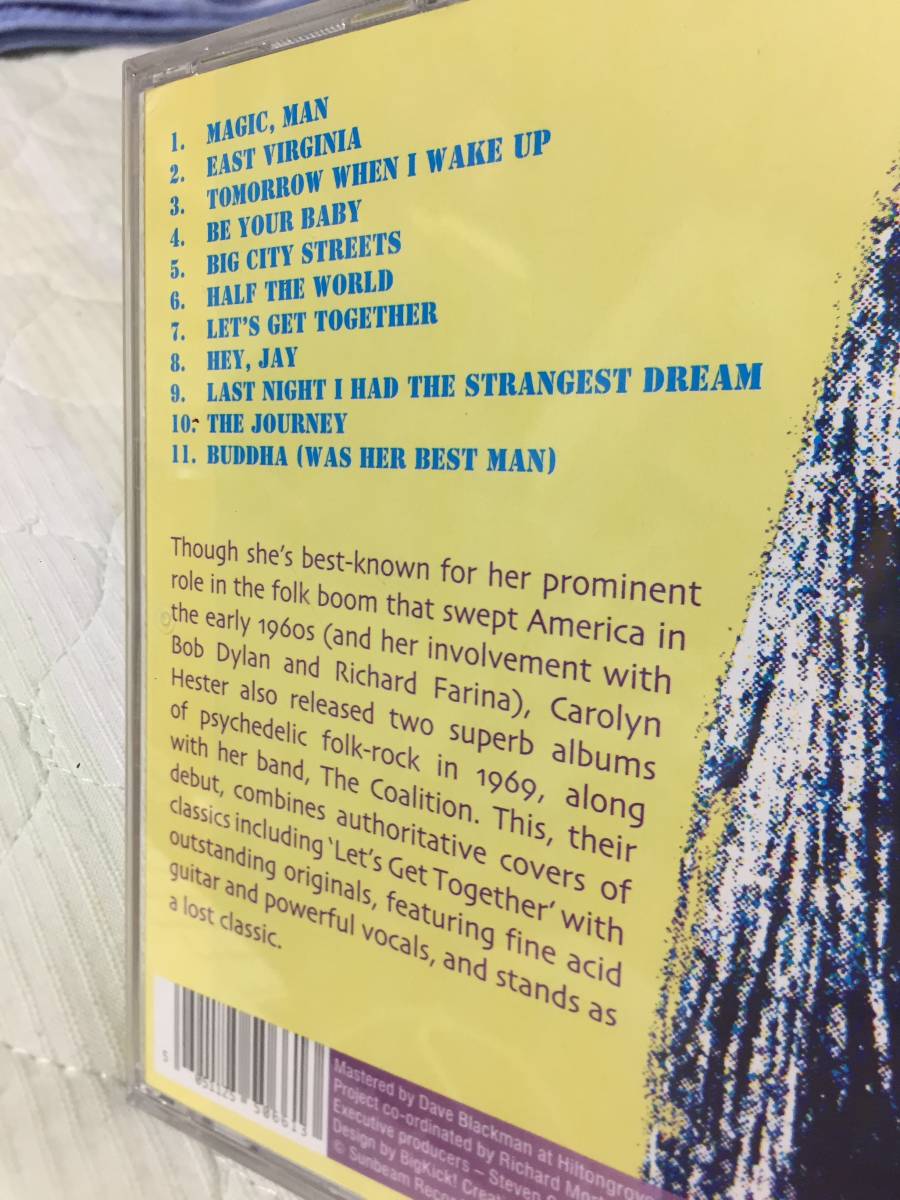 1. MAGIC, MAN
2. EAST VIRGINIA
3. TOMORROW WHEN I WAKE UP
4. BE YOUR BABY
5. BIG CITY STREETS
6. HALF THE WORLD
7. LET'S GET TOGETHER
8. HEY, JAY
9. LAST NIGHT I HAD THE STRANGEST DREAM
10. THE JOURNEY
11. BUDDHA (WAS HER BEST MAN)
Though she's best-known for her prominent
role in the folk boom that swept America in
the early 1960s (and her involvement with
Bob Dylan and Richard Farina), Carolyn
Hester also released two superb albums
of psychedelic folk-rock in 1969, along
with her band, The Coalition. This, their
debut, combines authoritative covers of
classics including 'Let's Get Together' with
outstanding originals, featuring fine acid
guitar and powerful vocals, and stands as
a lost classic.
Mastered by Dave Blackman at Hiltongrove
Project co-ordinated by Richard
Executive producers – Steven
Design by BigKick!
© Sunbeam